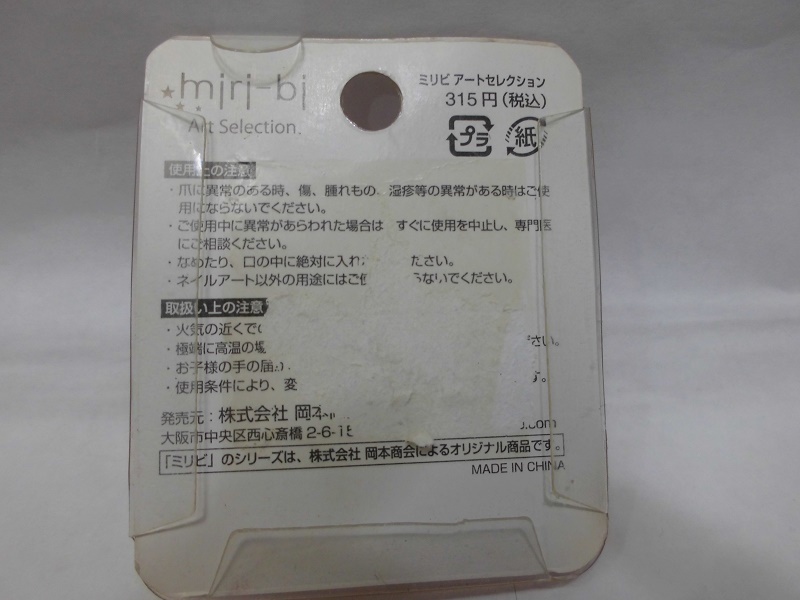 miri-bi
Art Selection.
ミリビ アートセレクション
315円(税込)
プラ
紙
使用上の注意
・爪に異常のある時、傷、腫れもの、湿疹等の異常がある時はご使
用にならないでください。
・ご使用中に異常があらわれた場合は すぐに使用を中止し、専門医
にご相談ください。
・なめたり、口の中に絶対に入れ ださい。
・ネイルアート以外の用途にはご使 らないでください。
取扱い上の注意
・火気の近くで
・極端に高温の場 さい。
・お子様の手の届
・使用条件により、変 す。
発売元:株式会社 岡本
大阪市中央区西心斎橋 2-6-15 .com
「ミリビ」のシリーズは、株式会社 岡本商会によるオリジナル商品です。
MADE IN CHINA